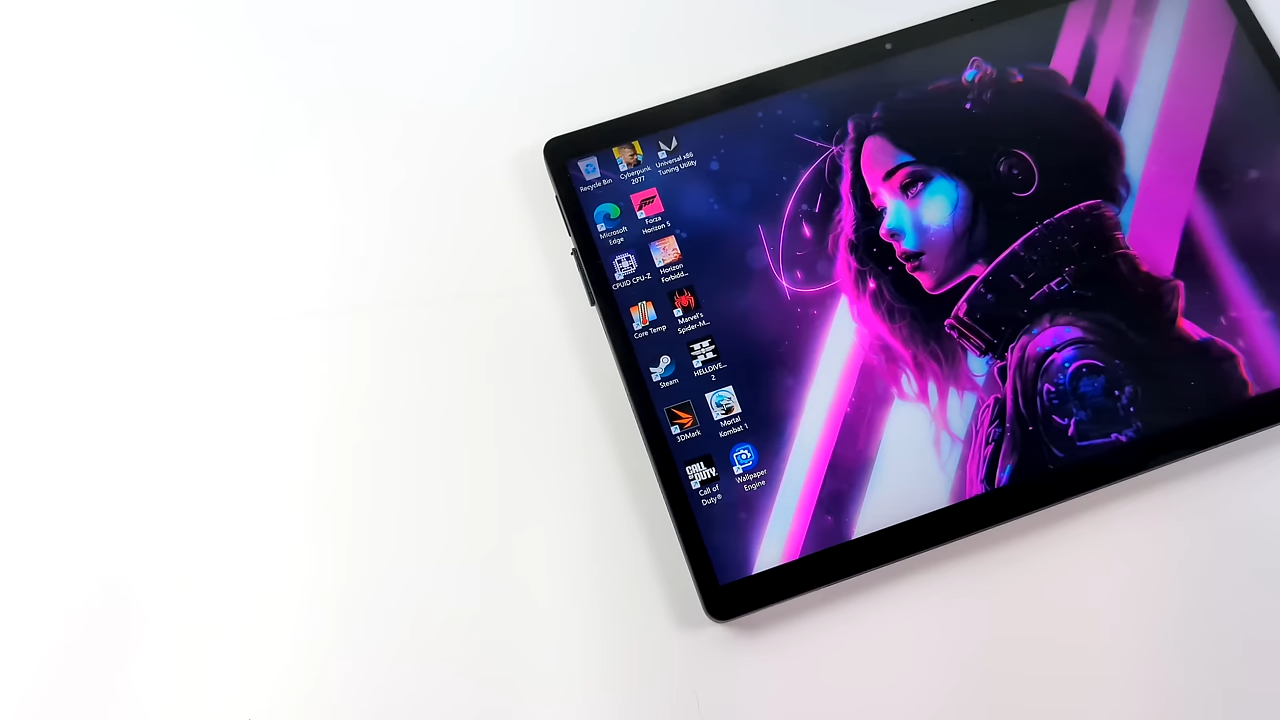 Recycle Bin
Cyberpunk
2077
Universal x86
Tuning Utility
Microsoft
Edge
Forza
Horizon 5
CPUID CPU-Z
Horizon
Forbidd...
Core Temp
Marvel's
Spider-M...
Steam
HELLDIVE...
2
3DMark
Mortal
Kombat 1
CALL
OF DUTY
Call of
Duty®
Wallpaper
Engine